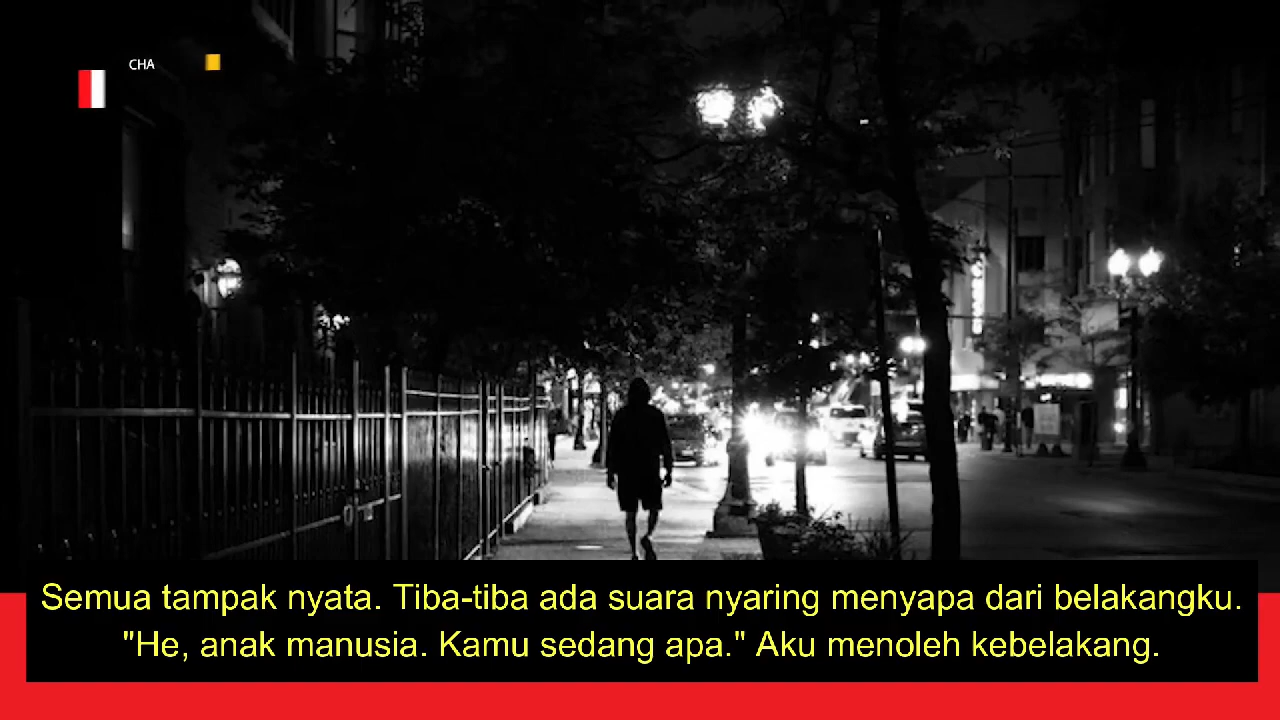 CHA
Semua tampak nyata. Tiba-tiba ada suara nyaring menyapa dari belakangku.
"He, anak manusia. Kamu sedang apa." Aku menoleh kebelakang.